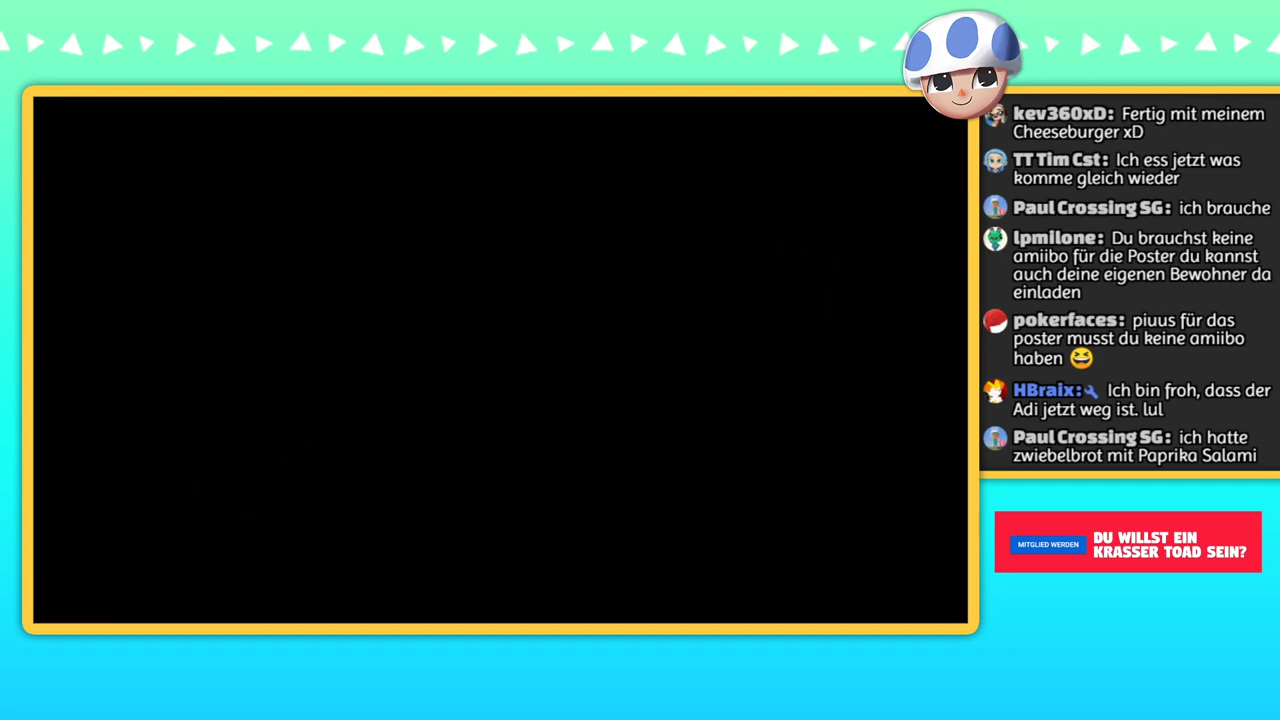 kev360xD: Fertig mit meinem
Cheeseburger xD
TT Tim Cst: Ich ess jetzt was
komme gleich wieder
Paul Crossing SG: ich brauche
lpmilone: Du brauchst keine
amiibo für die Poster du kannst
auch deine eigenen Bewohner da
einladen
pokerfaces: piuus für das
poster musst du keine amiibo
haben 😆
HBraix: Ich bin froh, dass der
Adi jetzt weg ist. lul
Paul Crossing SG: ich hatte
zwiebelbrot mit Paprika Salami
MITGLIED WERDEN
DU WILLST EIN
KRASSER TOAD SEIN?